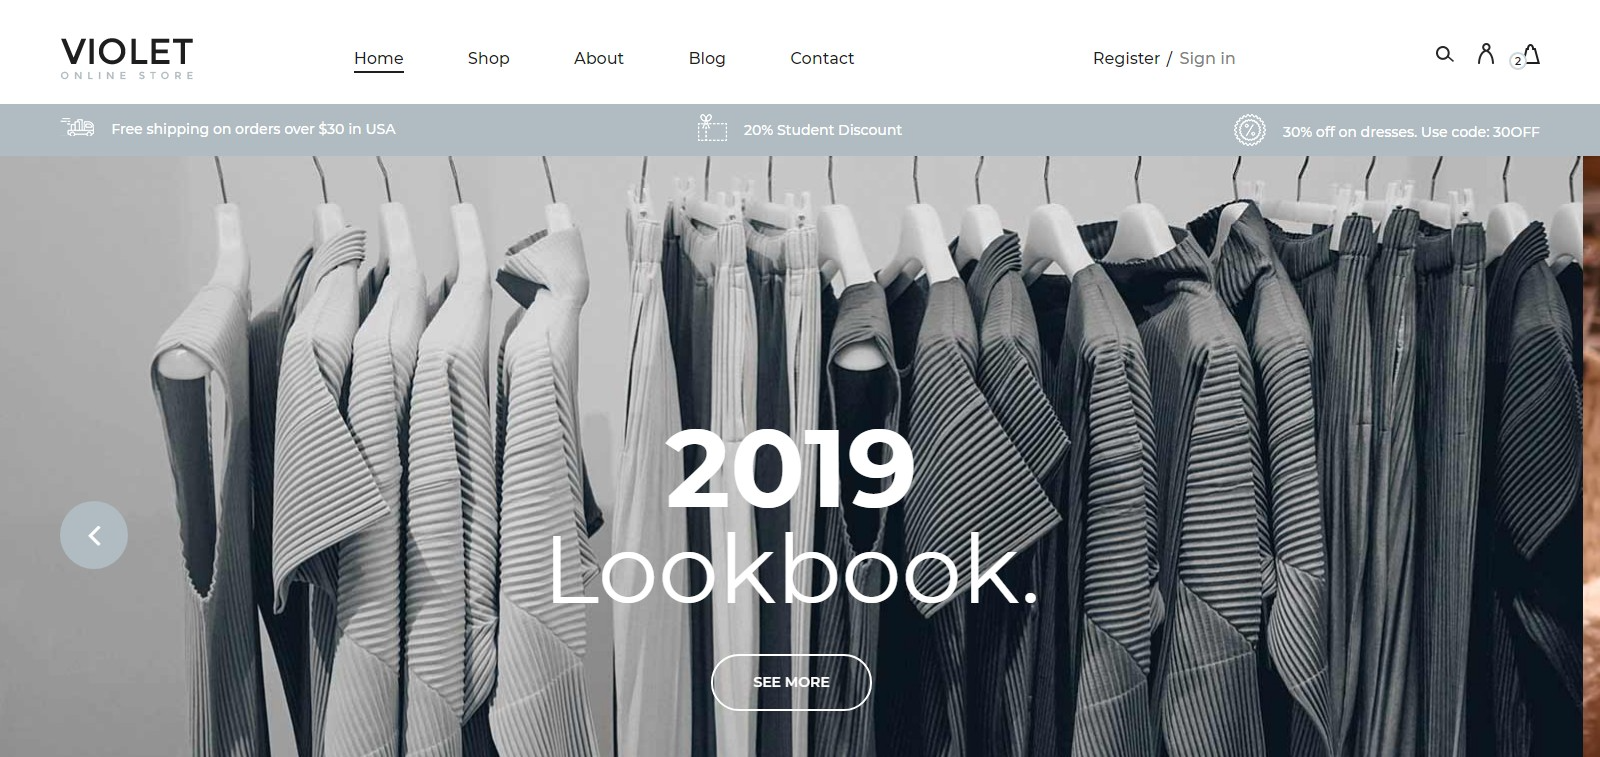 VIOLET
ONLINE STORE
Home
Shop
About
Blog
Contact
Register / Sign in
2
Free shipping on orders over $30 in USA
20% Student Discount
30% off on dresses. Use code: 30OFF
2019
Lookbook.
SEE MORE